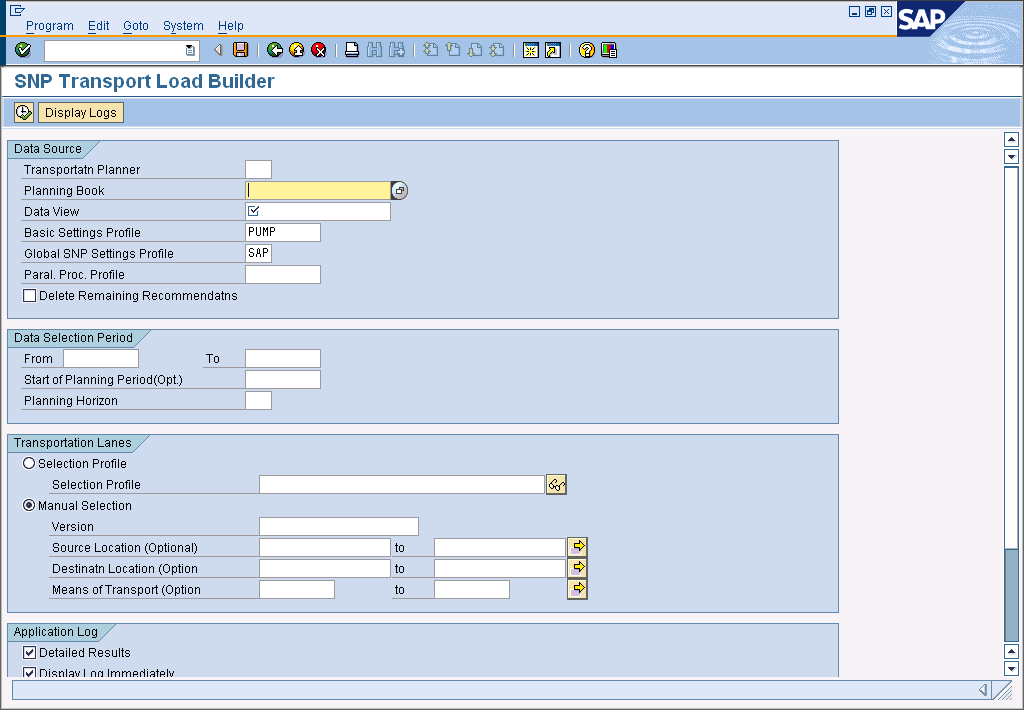 Program Edit Goto System Help
SAP
SNP Transport Load Builder
Display Logs
Data Source
Transportatn Planner
Planning Book
Data View
Basic Settings Profile PUMP
Global SNP Settings Profile SAP
Paral. Proc. Profile
Delete Remaining Recommendatns
Data Selection Period
From To
Start of Planning Period(Opt.)
Planning Horizon
Transportation Lanes
Selection Profile
Selection Profile
Manual Selection
Version
Source Location (Optional) to
Destinatn Location (Option to
Means of Transport (Option to
Application Log
Detailed Results
Display Log Immediately